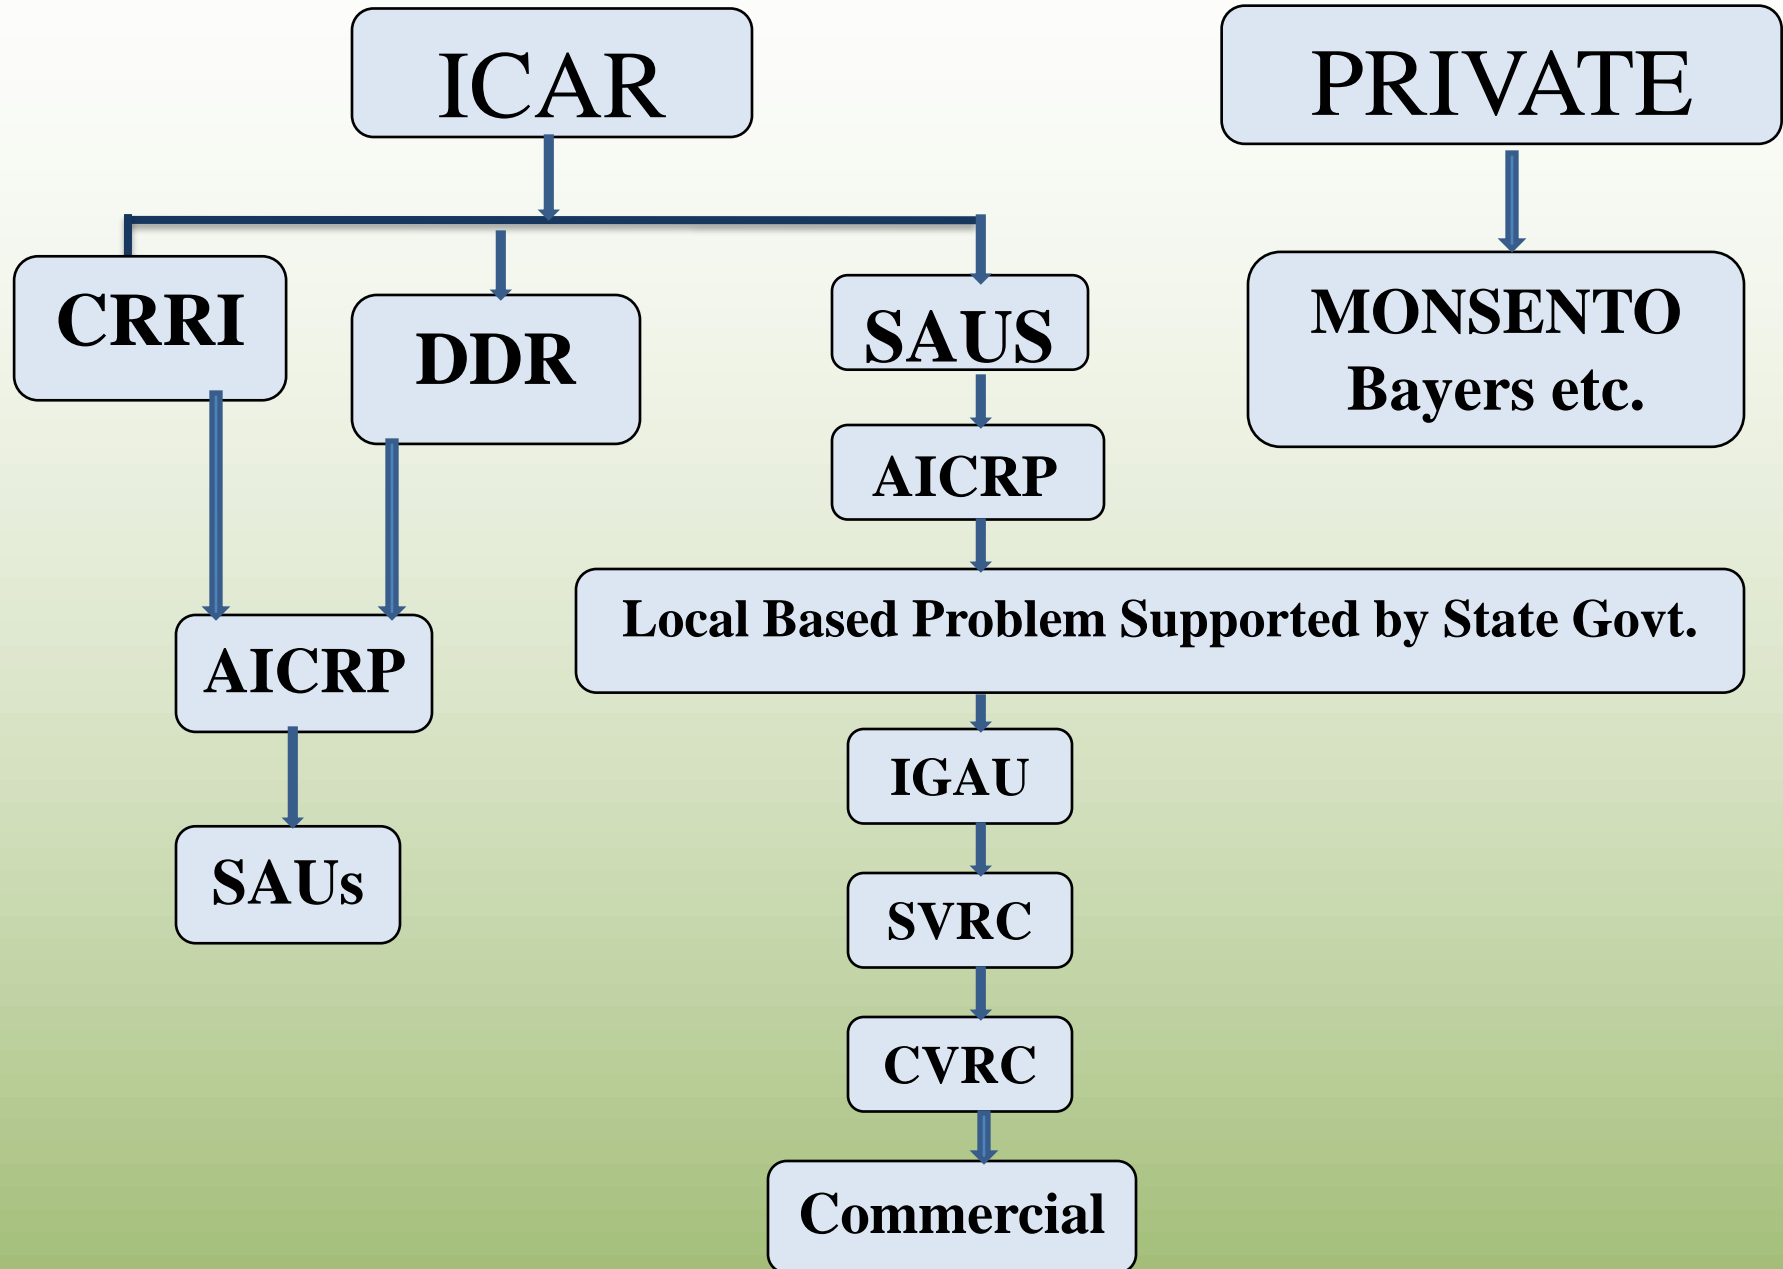 ICAR
PRIVATE
CRRI
DDR
SAUS
MONSENTO
Bayers etc.
AICRP
Local Based Problem Supported by State Govt.
AICRP
IGAU
SAUs
SVRC
CVRC
Commercial